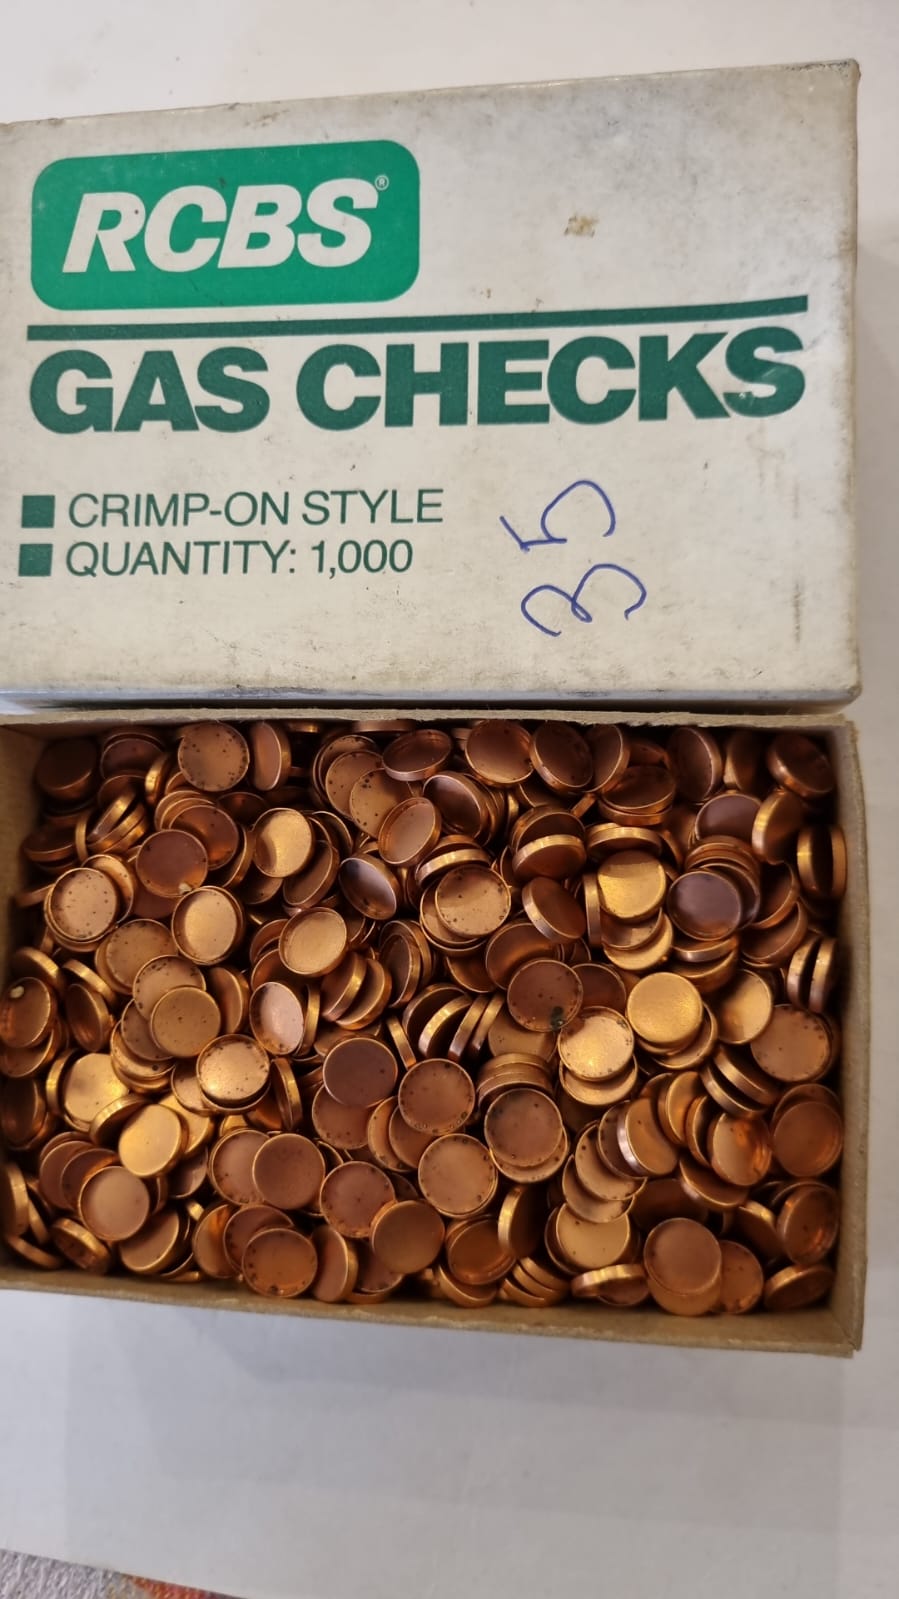 RCBS®
GAS CHECKS
■ CRIMP-ON STYLE
■ QUANTITY: 1,000
35